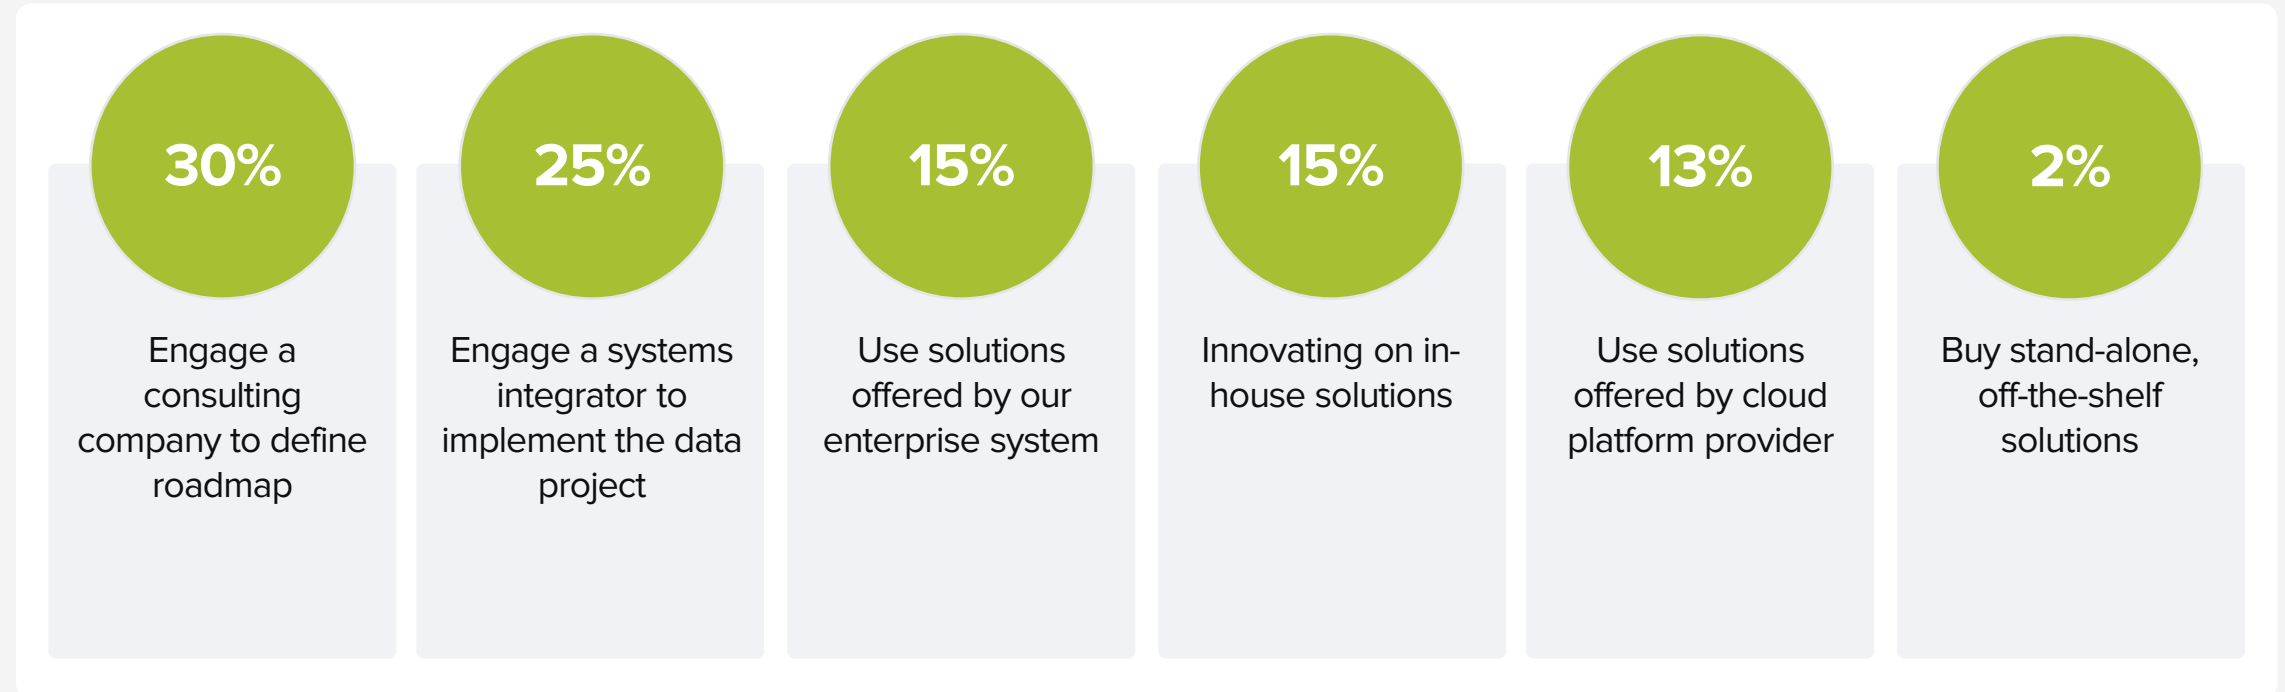 30%
Engage a
consulting
company to define
roadmap
25%
Engage a systems
integrator to
implement the data
project
15%
Use solutions
offered by our
enterprise system
15%
Innovating on in-
house solutions
13%
Use solutions
offered by cloud
platform provider
2%
Buy stand-alone,
off-the-shelf
solutions